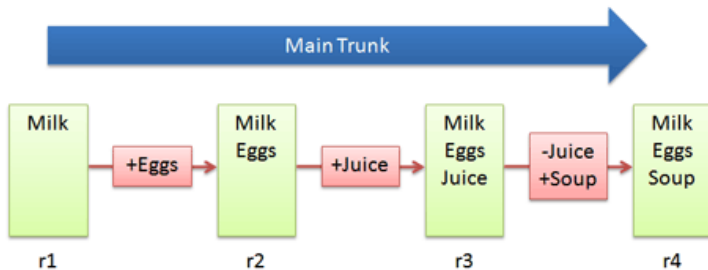 Main Trunk
Milk
+Eggs
Milk
Eggs
+Juice
Milk
Eggs
Juice
-Juice
+Soup
Milk
Eggs
Soup
r1
r2
r3
r4